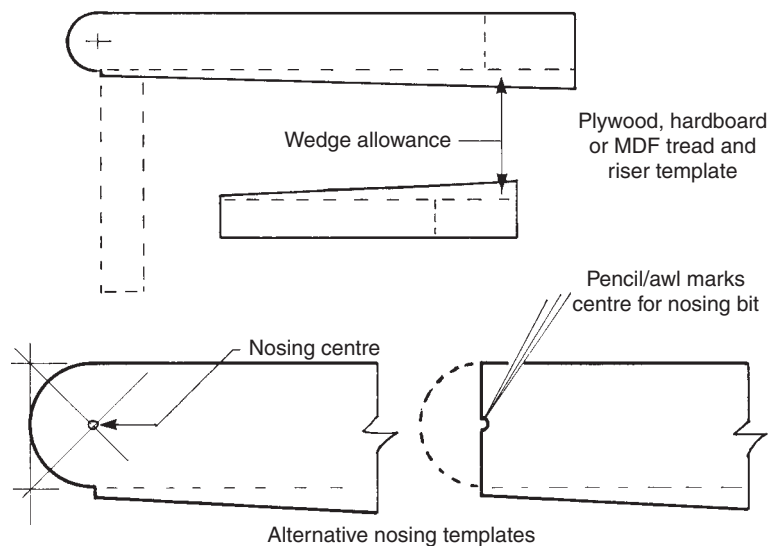 Wedge allowance
Plywood, hardboard
or MDF tread and
riser template
Pencil/awl marks
centre for nosing bit
Nosing centre
Alternative nosing templates